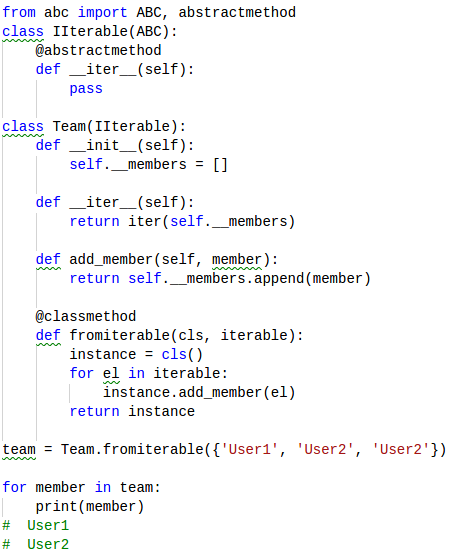 from abc import ABC, abstractmethod
class IIterable(ABC):
    @abstractmethod
    def __iter__(self):
        pass

class Team(IIterable):
    def __init__(self):
        self.__members = []

    def __iter__(self):
        return iter(self.__members)

    def add_member(self, member):
        return self.__members.append(member)

    @classmethod
    def fromiterable(cls, iterable):
        instance = cls()
        for el in iterable:
            instance.add_member(el)
        return instance

team = Team.fromiterable({'User1', 'User2', 'User2'})

for member in team:
    print(member)
#  User1
#  User2